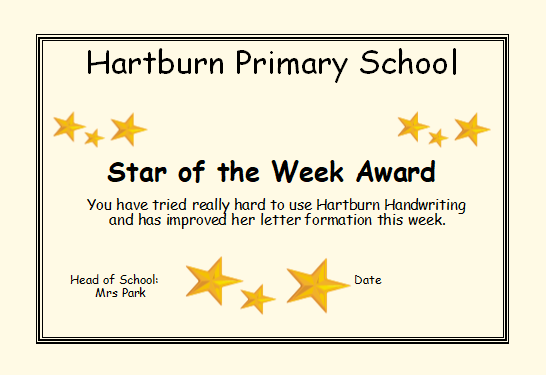 Hartburn Primary School
Star of the Week Award
You have tried really hard to use Hartburn Handwriting
and has improved her letter formation this week.
Head of School: Date
Mrs Park